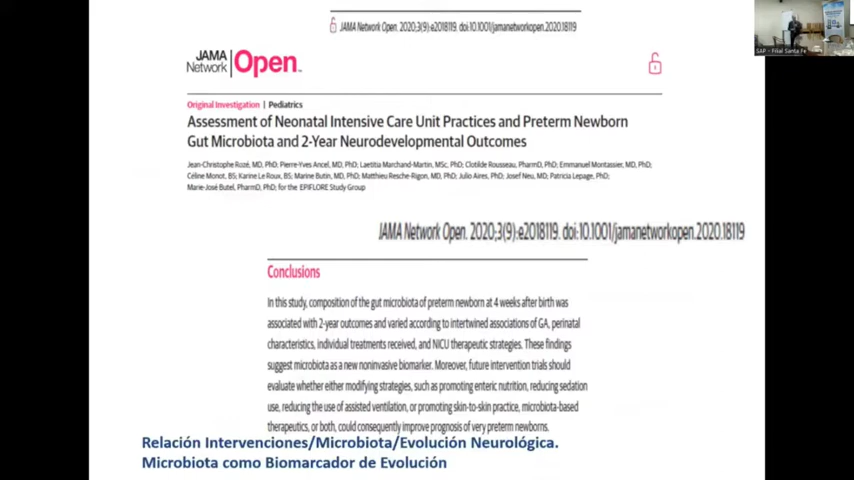 JAMA Network Open. 2020;3(9):e2018119. doi:10.1001/jamanetworkopen.2020.18119
JAMA Network | Open.
Original Investigation | Pediatrics
Assessment of Neonatal Intensive Care Unit Practices and Preterm Newborn
Gut Microbiota and 2-Year Neurodevelopmental Outcomes
Jean-Christophe Rozé, MD, PhD; Pierre-Yves Ancel, MD, PhD; Laetitia Marchand-Martin, MSc, PhD; Clotilde Rousseau, PharmD, PhD; Emmanuel Montassier, MD, PhD;
Céline Monot, BS; Karine Le Roux, BS; Marine Butin, MD, PhD; Matthieu Resche-Rigon, MD, PhD; Julio Aires, PhD; Josef Neu, MD; Patricia Lepage, PhD;
Marie-José Butel, PharmD, PhD; for the EPIFLORE Study Group
JAMA Network Open. 2020;3(9):e2018119. doi:10.1001/jamanetworkopen.2020.18119
Conclusions
In this study, composition of the gut microbiota of preterm newborn at 4 weeks after birth was
associated with 2-year outcomes and varied according to intertwined associations of GA, perinatal
characteristics, individual treatments received, and NICU therapeutic strategies. These findings
suggest microbiota as a new noninvasive biomarker. Moreover, future intervention trials should
evaluate whether either modifying strategies, such as promoting enteric nutrition, reducing sedation
use, reducing the use of assisted ventilation, or promoting skin-to-skin practice, microbiota-based
therapeutics, or both, could consequently improve prognosis of very preterm newborns.
Relación Intervenciones/Microbiota/Evolución Neurológica.
Microbiota como Biomarcador de Evolución
SAP - Filial Santa Fe